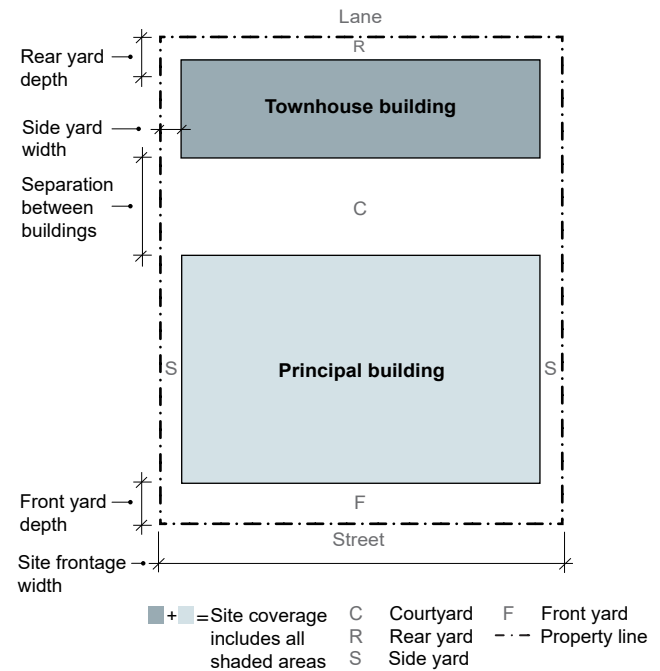 Lane
R
Rear yard
depth
Townhouse building
Side yard
width
Separation
between
buildings
C
S
Principal building
S
Front yard
depth
F
Street
Site frontage
width
+ = Site coverage
includes all
shaded areas
C Courtyard
R Rear yard
S Side yard
F Front yard
Property line